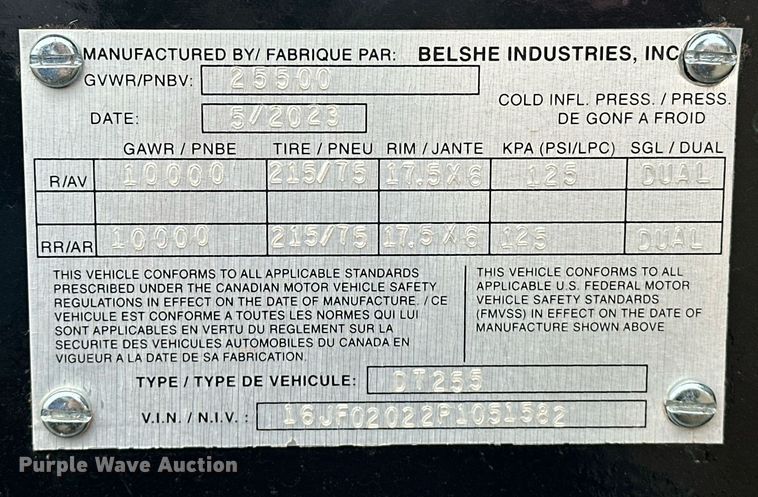 MANUFACTURED BY/ FABRIQUE PAR: BELSHE INDUSTRIES, INC
GVWR/PNBV: 25500
COLD INFL. PRESS. / PRESS.
DATE: 5/2023 DE GONF A FROID
GAWR / PNBE TIRE / PNEU RIM / JANTE KPA (PSI/LPC) SGL / DUAL
R/AV 10000 215/75 17.5X6 125 DUAL
RR/AR 10000 215/75 17.5X6 125 DUAL
THIS VEHICLE CONFORMS TO ALL APPLICABLE STANDARDS
PRESCRIBED UNDER THE CANADIAN MOTOR VEHICLE SAFETY
REGULATIONS IN EFFECT ON THE DATE OF MANUFACTURE. / CE
VEHICULE EST CONFORME A TOUTES LES NORMES QUI LUI
SONT APPLICABLES EN VERTU DU REGLEMENT SUR LA
SECURITE DES VEHICULES AUTOMOBILES DU CANADA EN
VIGUEUR A LA DATE DE SA FABRICATION.
THIS VEHICLE CONFORMS TO ALL
APPLICABLE U.S. FEDERAL MOTOR
VEHICLE SAFETY STANDARDS
(FMVSS) IN EFFECT ON THE DATE OF
MANUFACTURE SHOWN ABOVE
TYPE / TYPE DE VEHICULE: DT255
V.I.N. / N.I.V. : 16JF02022P1051582
Purple Wave Auction